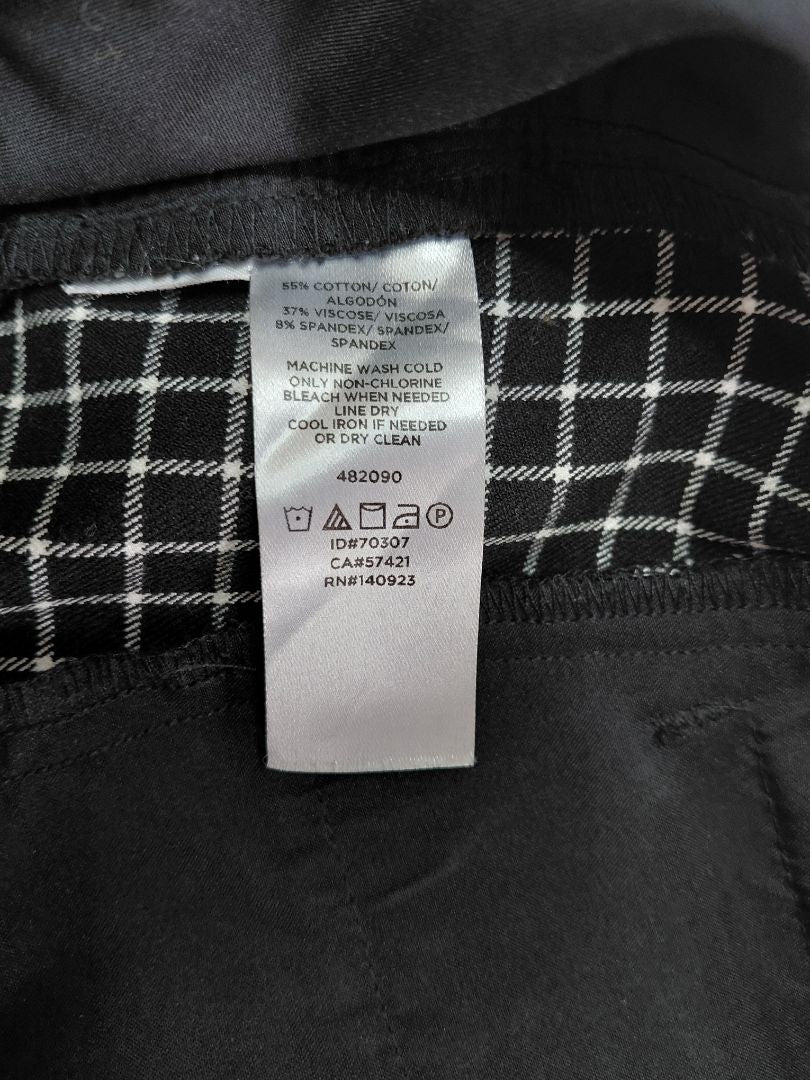 55% COTTON/ COTON/
ALGODÓN
37% VISCOSE/ VISCOSA
8% SPANDEX/ SPANDEX/
SPANDEX
MACHINE WASH COLD
ONLY NON-CHLORINE
BLEACH WHEN NEEDED
LINE DRY
COOL IRON IF NEEDED
OR DRY CLEAN
482090
P
ID#70307
CA#57421
RN#140923